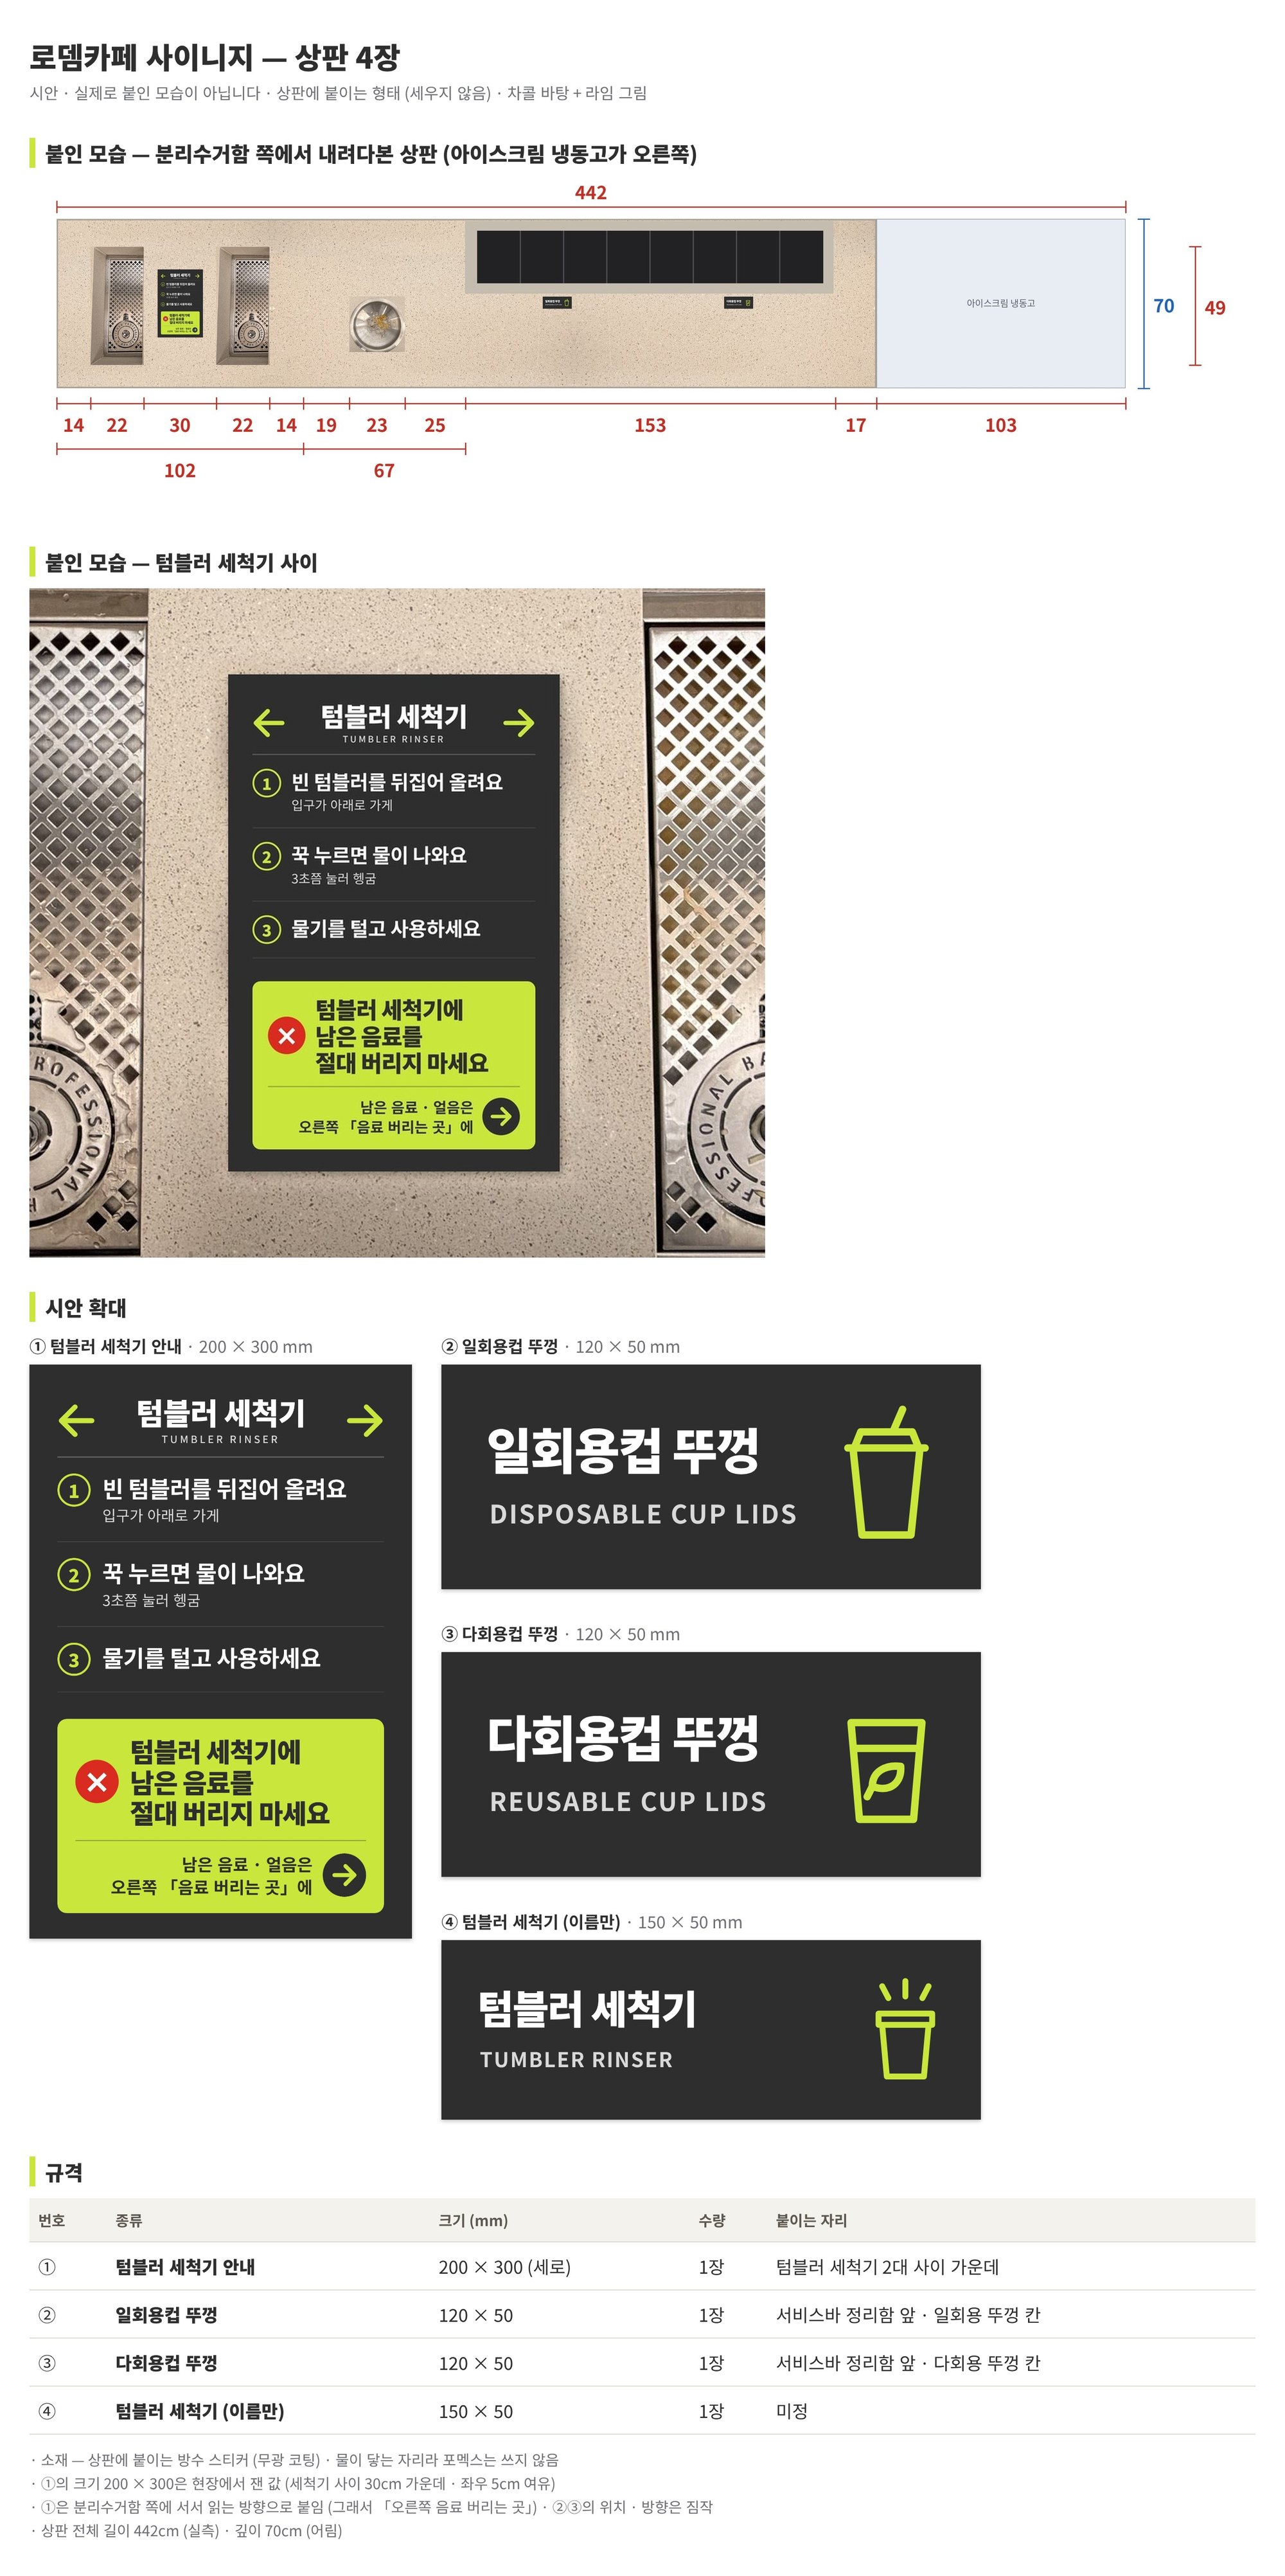 로뎀카페 사이니지 — 상판 4장
시안 · 실제로 붙인 모습이 아닙니다 · 상판에 붙이는 형태 (세우지 않음) · 차콜 바탕 + 라임 그림
붙인 모습 — 분리수거함 쪽에서 내려다본 상판 (아이스크림 냉동고가 오른쪽)
442
텀블러 세척기
아이스크림 냉동고
70
49
14 22 30 22 14 19 23 25 153 17 103
102 67
붙인 모습 — 텀블러 세척기 사이
텀블러 세척기
TUMBLER RINSER
1 빈 텀블러를 뒤집어 올려요
입구가 아래로 가게
2 꾹 누르면 물이 나와요
3초쯤 눌러 헹굼
3 물기를 털고 사용하세요
텀블러 세척기에
남은 음료를
절대 버리지 마세요
남은 음료 · 얼음은
오른쪽 「음료 버리는 곳」에
ROFESSIONAL
SIONAL BA
시안 확대
① 텀블러 세척기 안내 · 200 × 300 mm
텀블러 세척기
TUMBLER RINSER
1 빈 텀블러를 뒤집어 올려요
입구가 아래로 가게
2 꾹 누르면 물이 나와요
3초쯤 눌러 헹굼
3 물기를 털고 사용하세요
텀블러 세척기에
남은 음료를
절대 버리지 마세요
남은 음료 · 얼음은
오른쪽 「음료 버리는 곳」에
② 일회용컵 뚜껑 · 120 × 50 mm
일회용컵 뚜껑
DISPOSABLE CUP LIDS
③ 다회용컵 뚜껑 · 120 × 50 mm
다회용컵 뚜껑
REUSABLE CUP LIDS
④ 텀블러 세척기 (이름만) · 150 × 50 mm
텀블러 세척기
TUMBLER RINSER
규격
번호 종류 크기 (mm) 수량 붙이는 자리
① 텀블러 세척기 안내 200 × 300 (세로) 1장 텀블러 세척기 2대 사이 가운데
② 일회용컵 뚜껑 120 × 50 1장 서비스바 정리함 앞 · 일회용 뚜껑 칸
③ 다회용컵 뚜껑 120 × 50 1장 서비스바 정리함 앞 · 다회용 뚜껑 칸
④ 텀블러 세척기 (이름만) 150 × 50 1장 미정
· 소재 — 상판에 붙이는 방수 스티커 (무광 코팅) · 물이 닿는 자리라 포멕스는 쓰지 않음
· ①의 크기 200 × 300은 현장에서 잰 값 (세척기 사이 30cm 가운데 · 좌우 5cm 여유)
· ①은 분리수거함 쪽에 서서 읽는 방향으로 붙임 (그래서 「오른쪽 음료 버리는 곳」) · ②③의 위치 · 방향은 짐작
· 상판 전체 길이 442cm (실측) · 깊이 70cm (어림)